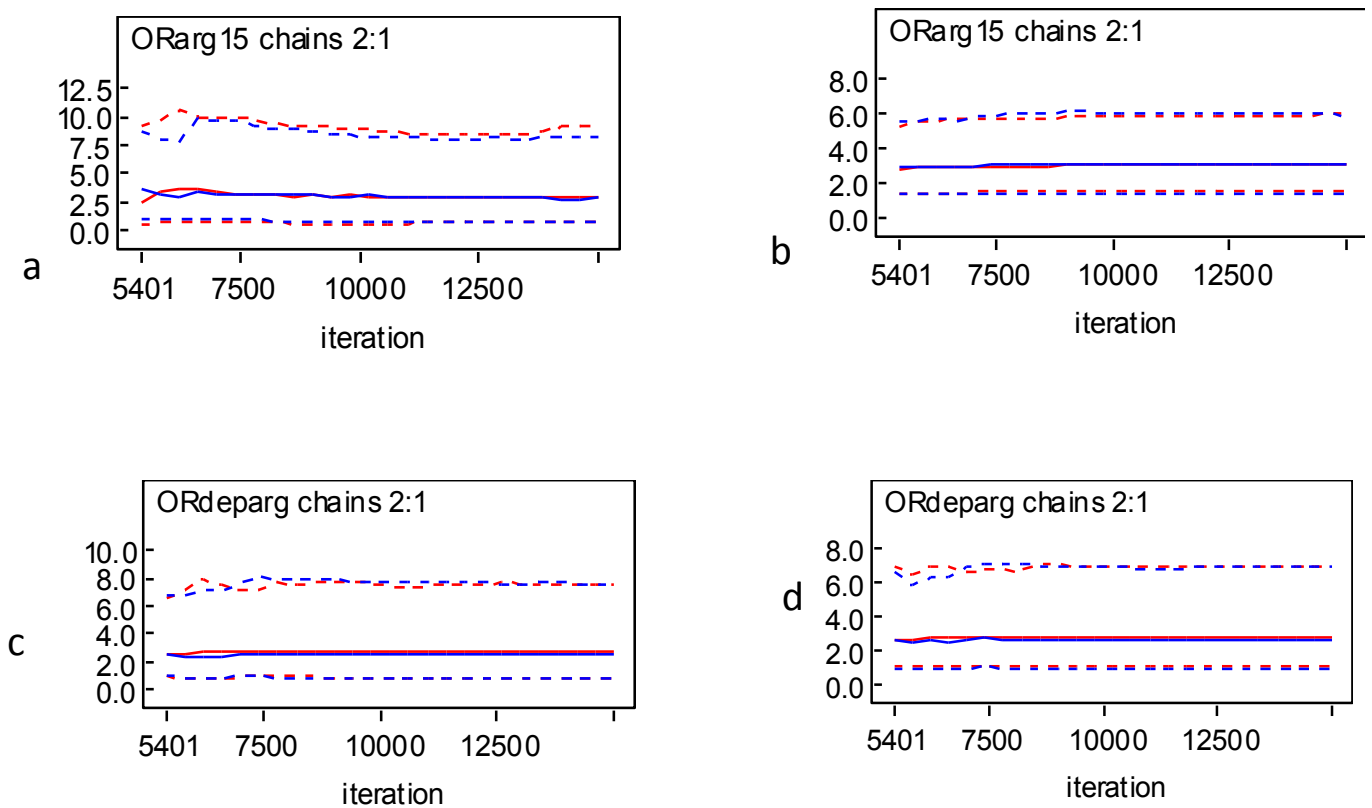 ORarg15 chains 2:1
12.5
10.0
7.5
5.0
2.5
0.0
5401 7500 10000 12500
iteration
a
ORarg15 chains 2:1
8.0
6.0
4.0
2.0
0.0
5401 7500 10000 12500
iteration
b
ORdeparg chains 2:1
10.0
8.0
6.0
4.0
2.0
0.0
5401 7500 10000 12500
iteration
c
ORdeparg chains 2:1
8.0
6.0
4.0
2.0
0.0
5401 7500 10000 12500
iteration
d